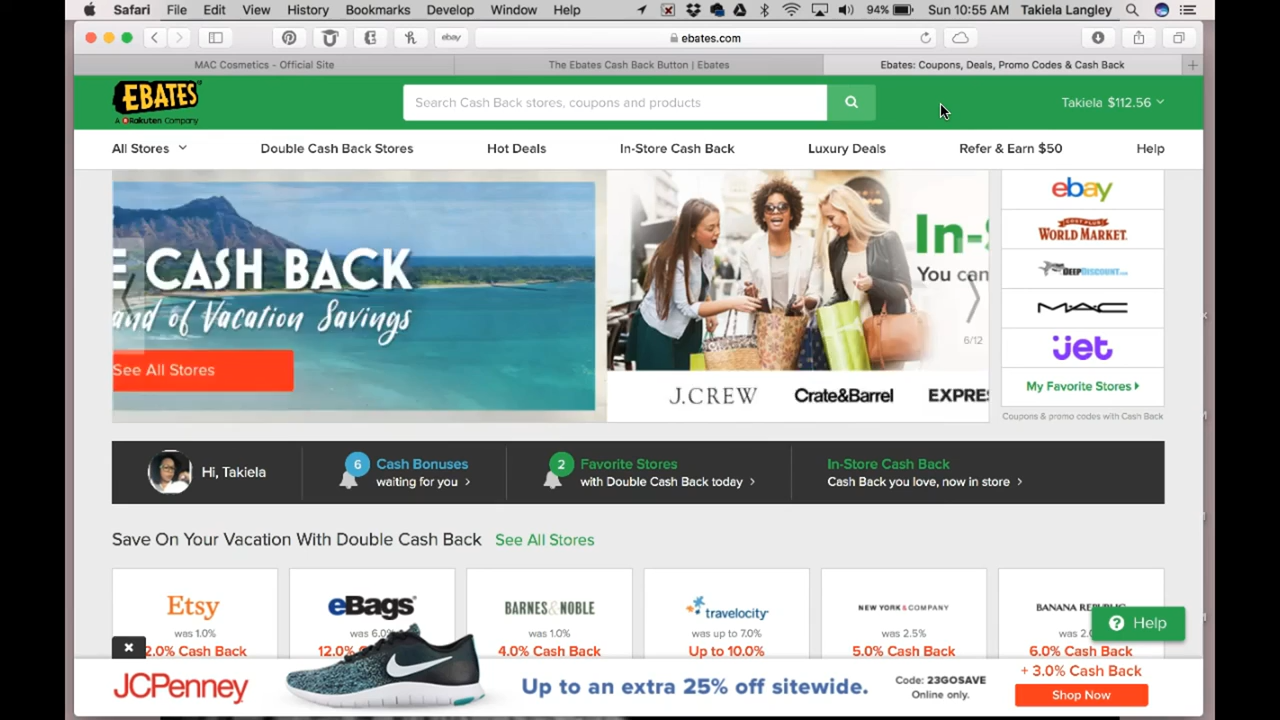 Safari File Edit View History Bookmarks Develop Window Help 94% Sun 10:55 AM Takiela Langley
ebay ebates.com
MAC Cosmetics - Official Site The Ebates Cash Back Button | Ebates Ebates: Coupons, Deals, Promo Codes & Cash Back
EBATES
A Rakuten Company
Search Cash Back stores, coupons and products
Takiela $112.56
All Stores Double Cash Back Stores Hot Deals In-Store Cash Back Luxury Deals Refer & Earn $50 Help
E CASH BACK
and of Vacation Savings
See All Stores
In-S
You can
6/12
J.CREW Crate&Barrel EXPRES
ebay
WORLD MARKET
DEEPDISCOUNT.com
MAC
jet
My Favorite Stores
Coupons & promo codes with Cash Back
Hi, Takiela
6 Cash Bonuses
waiting for you >
2 Favorite Stores
with Double Cash Back today >
In-Store Cash Back
Cash Back you love, now in store >
Save On Your Vacation With Double Cash Back See All Stores
Etsy eBags BARNES&NOBLE travelocity NEW YORK & COMPANY BANANA REPUBLIC
was 1.0% was 6.0% was 1.0% was up to 7.0% was 2.5% was 2.0%
2.0% Cash Back 12.0% Cash Back 4.0% Cash Back Up to 10.0% 5.0% Cash Back 6.0% Cash Back
Help
JCPenney
Up to an extra 25% off sitewide.
Code: 23GOSAVE
Online only.
+ 3.0% Cash Back
Shop Now